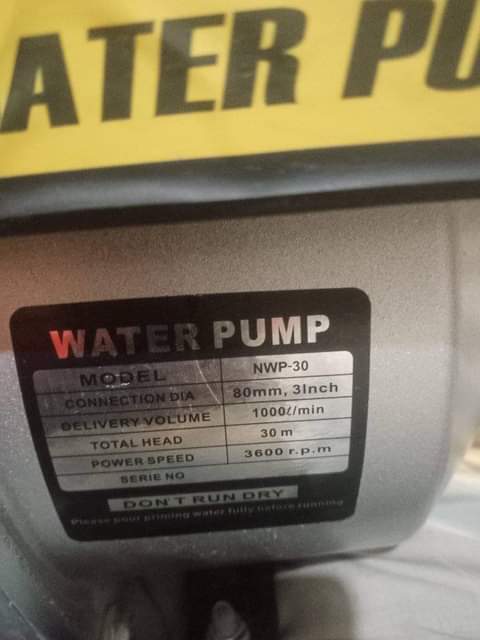 ATER PU
WATER PUMP
MODEL NWP-30
CONNECTION DIA 80mm, 3Inch
DELIVERY VOLUME 1000ℓ/min
TOTAL HEAD 30 m
POWER SPEED 3600 r.p.m
SERIE NO
DON'T RUN DRY
Please pour priming water fully before running